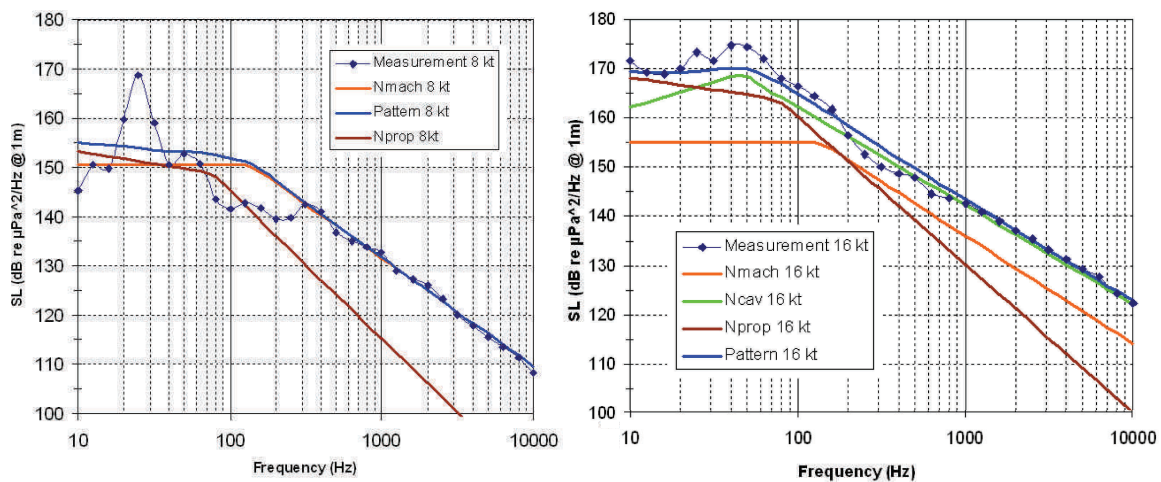 180
170
160
150
140
130
120
110
100
SL (dB re µPa^2/Hz @ 1m)
10
100
1000
10000
Frequency (Hz)
Measurement 8 kt
Nmach 8 kt
Pattern 8 kt
Nprop 8kt
180
170
160
150
140
130
120
110
100
SL (dB re µPa^2/Hz @ 1m)
10
100
1000
10000
Frequency (Hz)
Measurement 16 kt
Nmach 16 kt
Ncav 16 kt
Nprop 16 kt
Pattern 16 kt